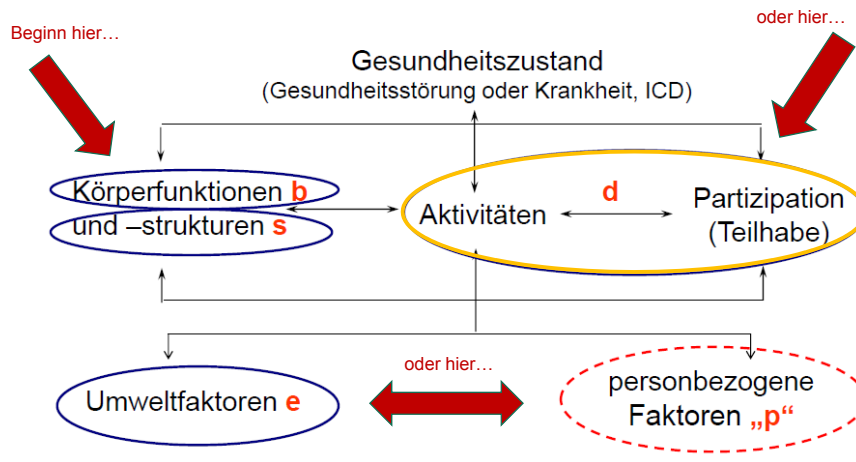 Beginn hier…
oder hier…
Gesundheitszustand
(Gesundheitsstörung oder Krankheit, ICD)
Körperfunktionen b
und –strukturen s
Aktivitäten
d
Partizipation
(Teilhabe)
oder hier…
Umweltfaktoren e
personbezogene
Faktoren „p“